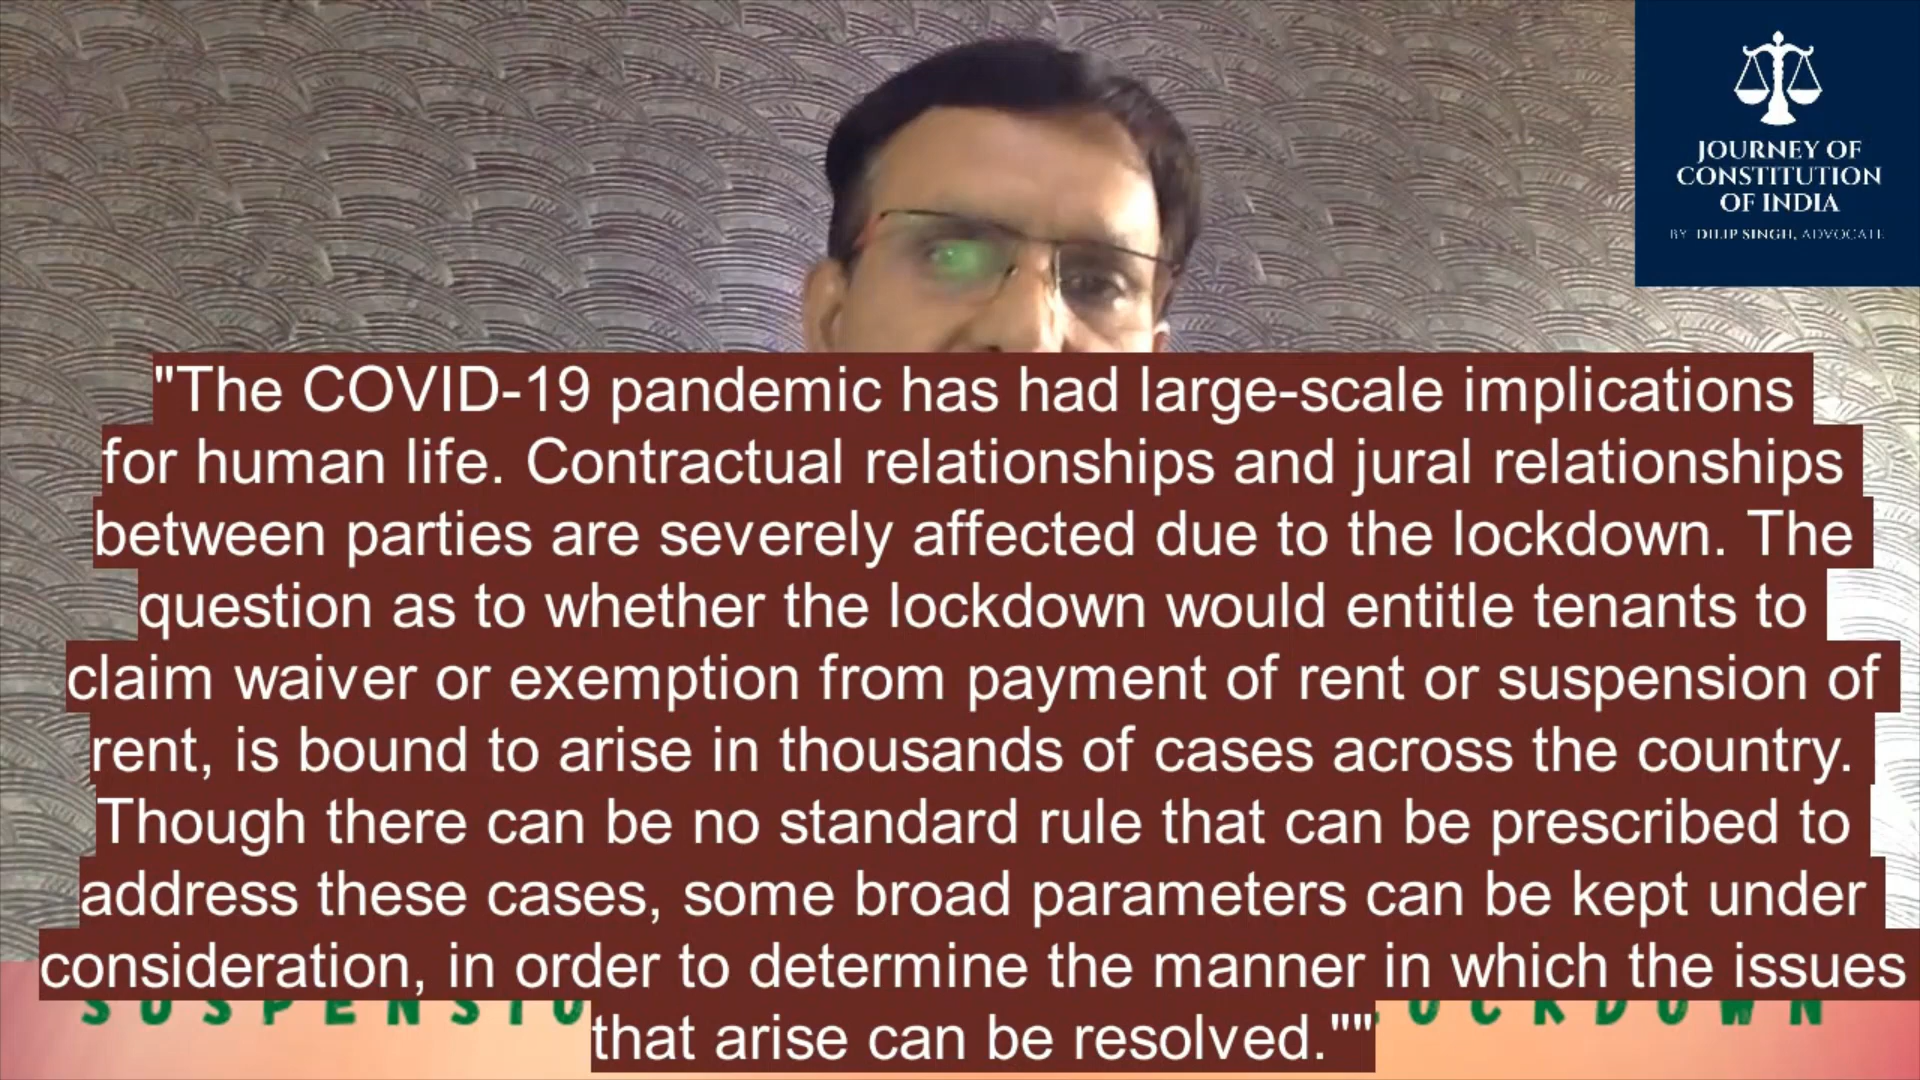 JOURNEY OF
CONSTITUTION
OF INDIA
BY DILIP SINGH, ADVOCATE
"The COVID-19 pandemic has had large-scale implications
for human life. Contractual relationships and jural relationships
between parties are severely affected due to the lockdown. The
question as to whether the lockdown would entitle tenants to
claim waiver or exemption from payment of rent or suspension of
rent, is bound to arise in thousands of cases across the country.
Though there can be no standard rule that can be prescribed to
address these cases, some broad parameters can be kept under
consideration, in order to determine the manner in which the issues
that arise can be resolved.""